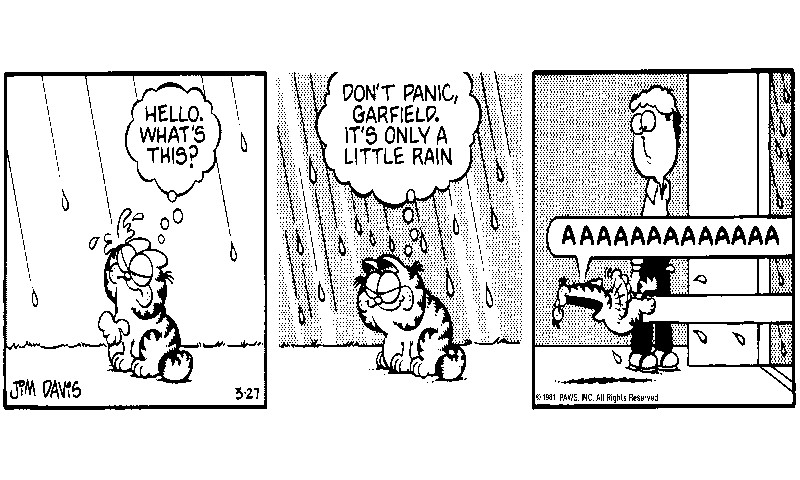 HELLO.
WHAT'S
THIS?
JIM DAVIS
3-27
DON'T PANIC,
GARFIELD.
IT'S ONLY A
LITTLE RAIN
AAAAAAAAAAAAA
© 1981 PAWS, INC. All Rights Reserved